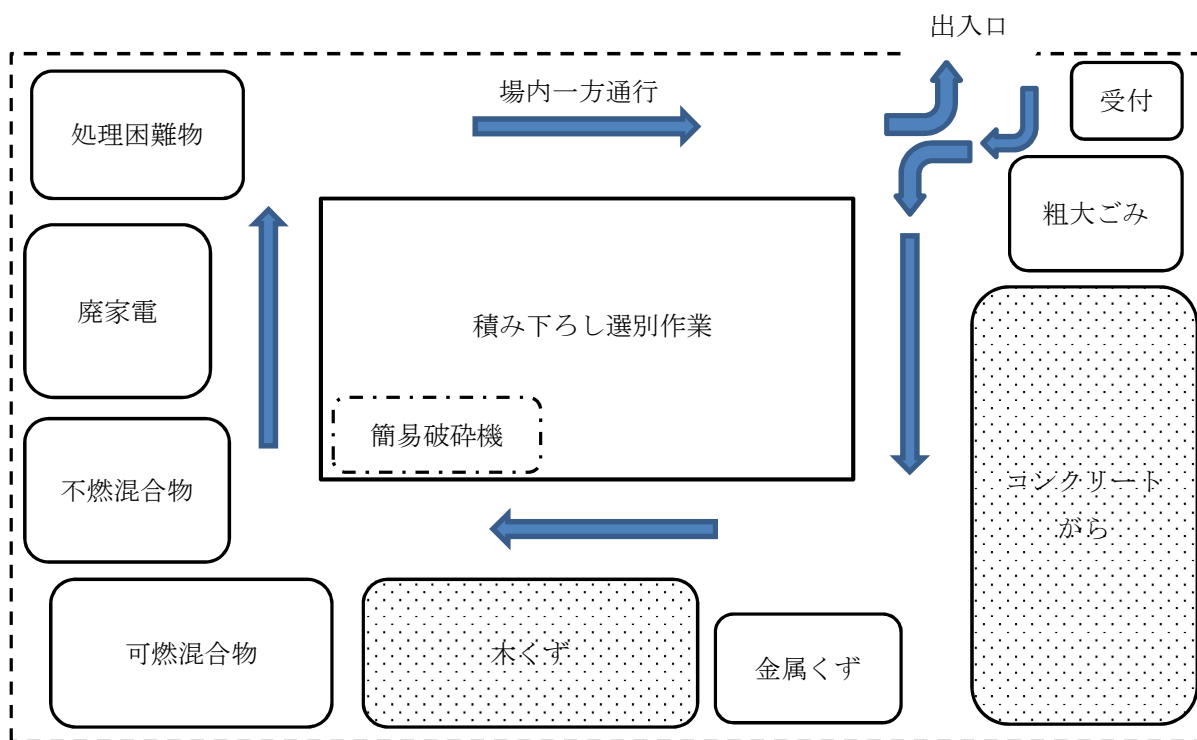 出入口
場内一方通行
受付
処理困難物
粗大ごみ
廃家電
積み下ろし選別作業
簡易破砕機
コンクリート
がら
不燃混合物
可燃混合物
木くず
金属くず